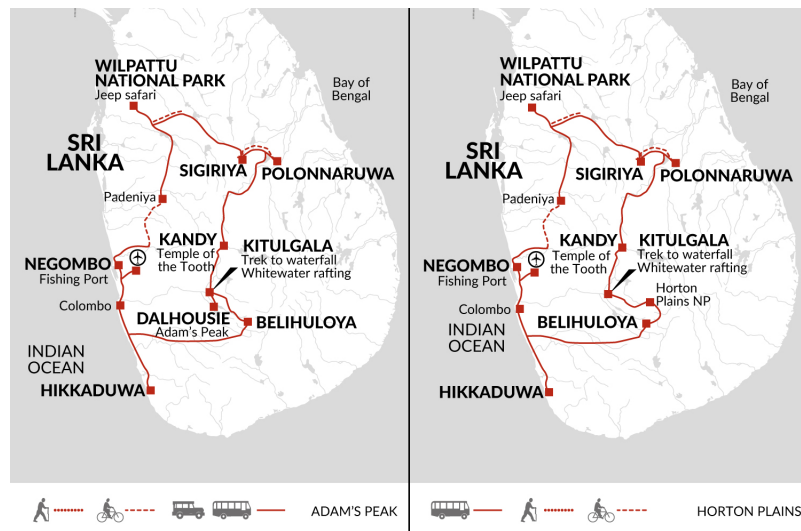 WILPATTU
NATIONAL PARK
Jeep safari
Bay of
Bengal
SRI
LANKA
SIGIRIYA
POLONNARUWA
Padeniya
KANDY
Temple of
the Tooth
KITULGALA
Trek to waterfall
Whitewater rafting
NEGOMBO
Fishing Port
Colombo
DALHOUSIE
Adam's Peak
BELIHULOYA
INDIAN
OCEAN
HIKKADUWA
ADAM'S PEAK
WILPATTU
NATIONAL PARK
Jeep safari
Bay of
Bengal
SRI
LANKA
SIGIRIYA
POLONNARUWA
Padeniya
KANDY
Temple of
the Tooth
KITULGALA
Trek to waterfall
Whitewater rafting
NEGOMBO
Fishing Port
Horton
Plains NP
Colombo
BELIHULOYA
INDIAN
OCEAN
HIKKADUWA
HORTON PLAINS